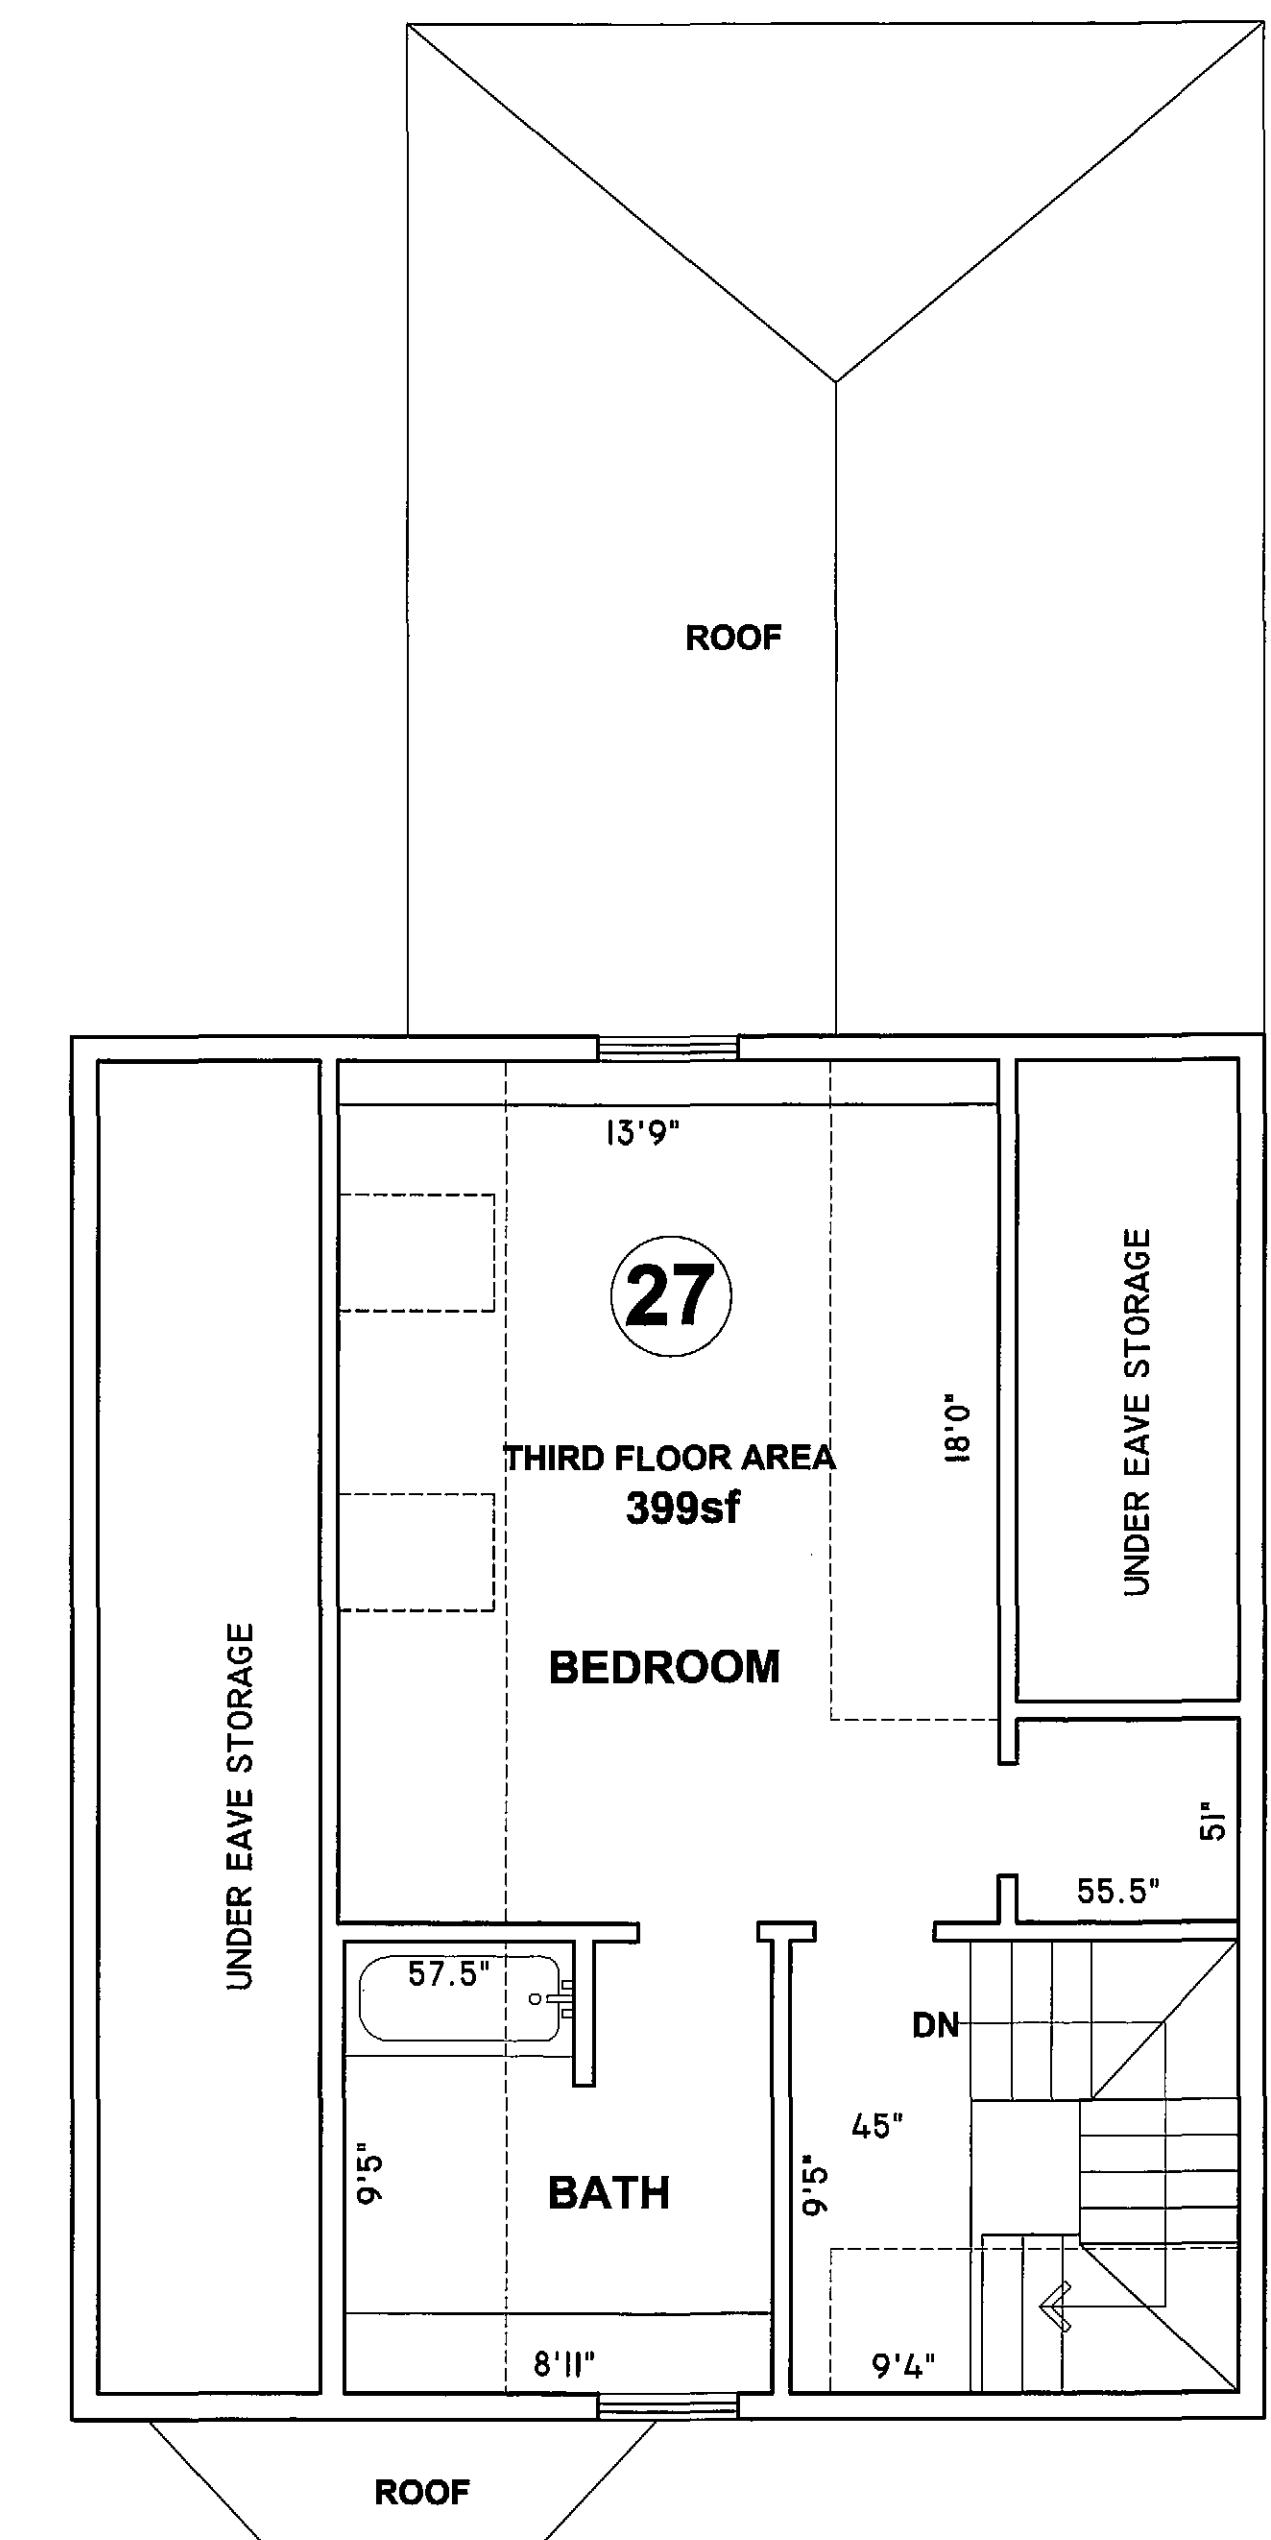 ROOF
13'9"
27
18'0"
UNDER EAVE STORAGE
THIRD FLOOR AREA
399sf
BEDROOM
UNDER EAVE STORAGE
51"
55.5"
57.5"
DN
45"
9'5"
BATH
9'5"
8'11"
9'4"
ROOF